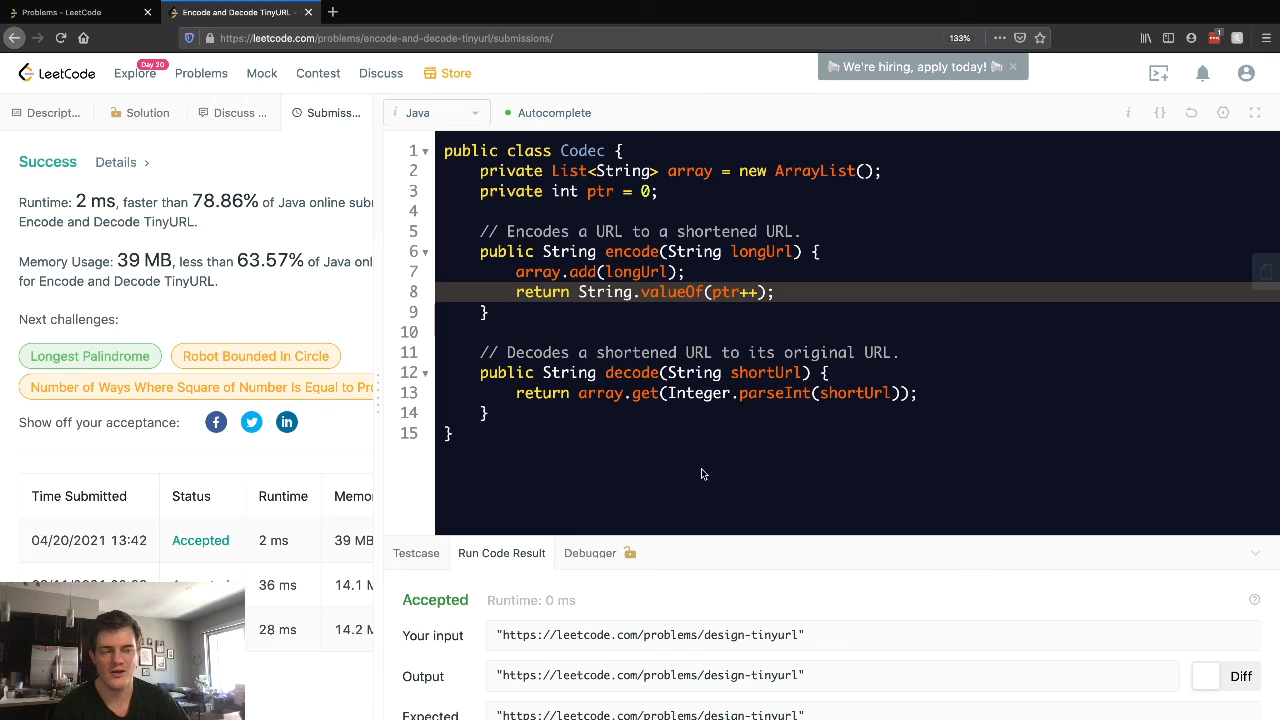 Problems - LeetCode
Encode and Decode TinyURL -
https://leetcode.com/problems/encode-and-decode-tinyurl/submissions/
133%
1
LeetCode
Explore
Day 20
Problems
Mock
Contest
Discuss
Store
We're hiring, apply today!
Descript...
Solution
Discuss ...
Submiss...
i Java
Autocomplete
Success
Details >
Runtime: 2 ms, faster than 78.86% of Java online sub
Encode and Decode TinyURL.
Memory Usage: 39 MB, less than 63.57% of Java onl
for Encode and Decode TinyURL.
Next challenges:
Longest Palindrome
Robot Bounded In Circle
Number of Ways Where Square of Number Is Equal to Pro
Show off your acceptance:
Time Submitted Status Runtime Memo
04/20/2021 13:42 Accepted 2 ms 39 MB
36 ms 14.1 M
28 ms 14.2 M
1 public class Codec {
2 private List<String> array = new ArrayList();
3 private int ptr = 0;
4
5 // Encodes a URL to a shortened URL.
6 public String encode(String longUrl) {
7 array.add(longUrl);
8 return String.valueOf(ptr++);
9 }
10
11 // Decodes a shortened URL to its original URL.
12 public String decode(String shortUrl) {
13 return array.get(Integer.parseInt(shortUrl));
14 }
15 }
Testcase
Run Code Result
Debugger
Accepted
Runtime: 0 ms
Your input
"https://leetcode.com/problems/design-tinyurl"
Output
"https://leetcode.com/problems/design-tinyurl"
Diff
Expected
"https://leetcode.com/problems/design-tinyurl"